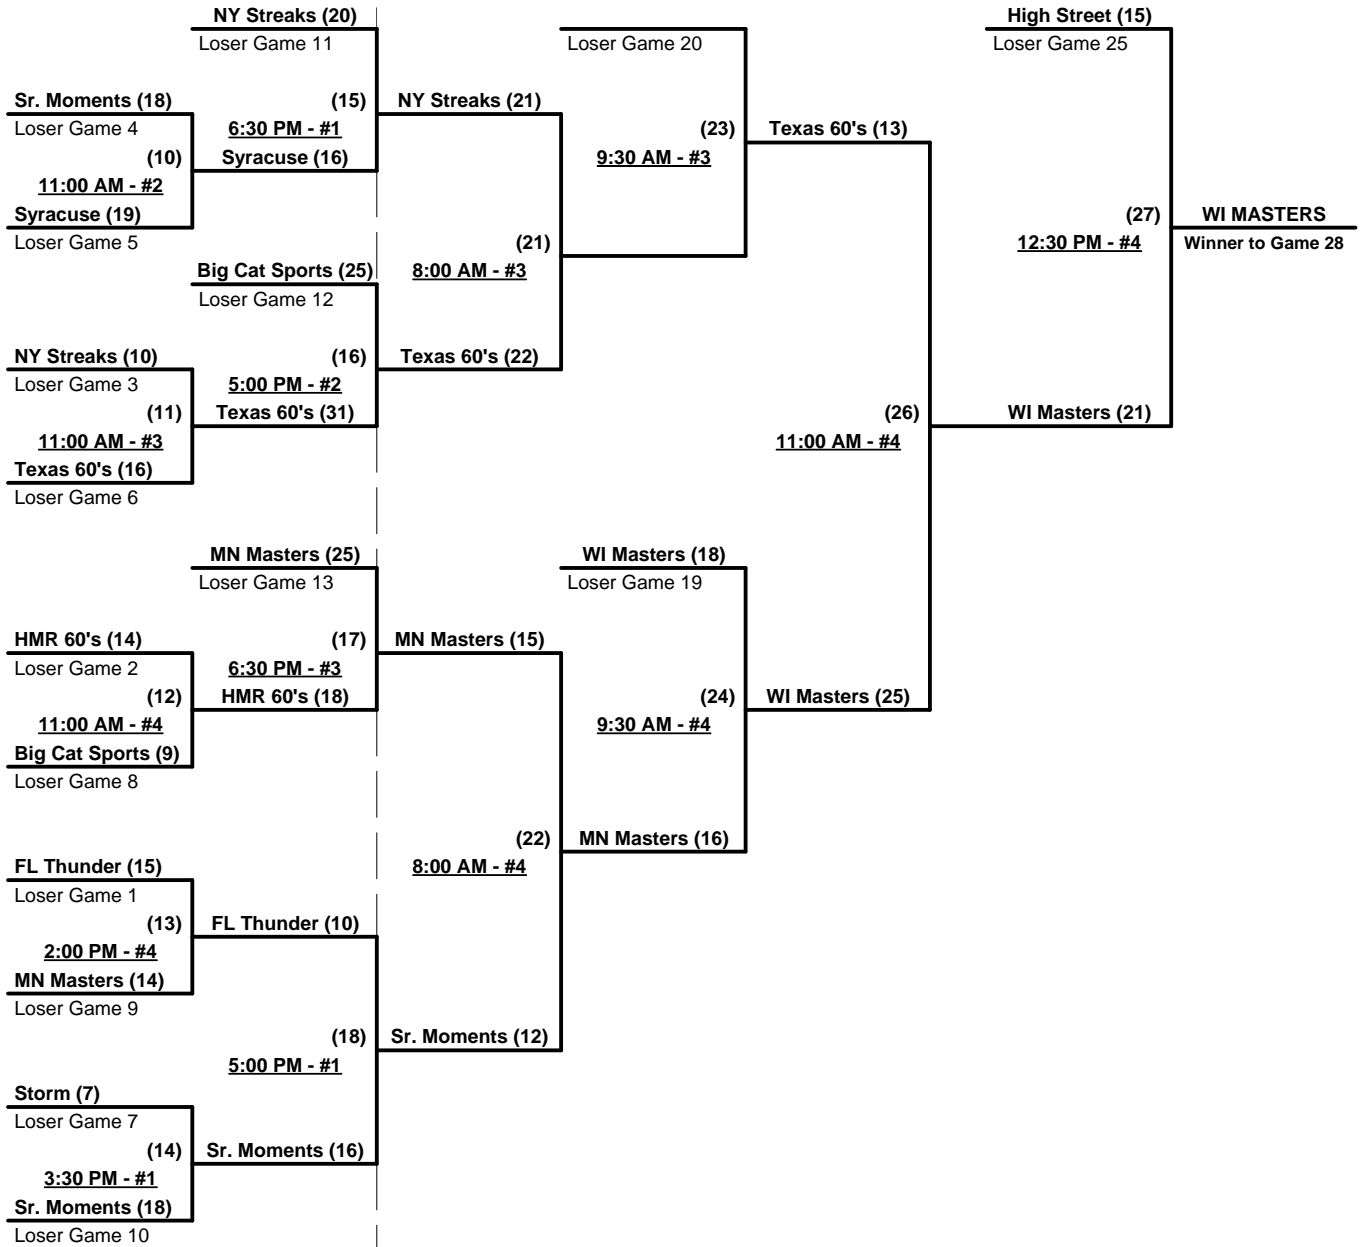 NY Streaks (20)
Loser Game 11
Loser Game 20
High Street (15)
Loser Game 25
Sr. Moments (18)
Loser Game 4
(15)
6:30 PM - #1
NY Streaks (21)
(23)
9:30 AM - #3
Texas 60's (13)
(10)
11:00 AM - #2
Syracuse (16)
Syracuse (19)
Loser Game 5
(27)
12:30 PM - #4
WI MASTERS
Winner to Game 28
(21)
8:00 AM - #3
Big Cat Sports (25)
Loser Game 12
NY Streaks (10)
Loser Game 3
(16)
5:00 PM - #2
Texas 60's (22)
(11)
11:00 AM - #3
Texas 60's (31)
(26)
11:00 AM - #4
WI Masters (21)
Texas 60's (16)
Loser Game 6
MN Masters (25)
Loser Game 13
WI Masters (18)
Loser Game 19
HMR 60's (14)
Loser Game 2
(17)
6:30 PM - #3
MN Masters (15)
(12)
11:00 AM - #4
HMR 60's (18)
(24)
9:30 AM - #4
WI Masters (25)
Big Cat Sports (9)
Loser Game 8
(22)
8:00 AM - #4
MN Masters (16)
FL Thunder (15)
Loser Game 1
(13)
2:00 PM - #4
FL Thunder (10)
MN Masters (14)
Loser Game 9
(18)
5:00 PM - #1
Sr. Moments (12)
Storm (7)
Loser Game 7
(14)
3:30 PM - #1
Sr. Moments (16)
Sr. Moments (18)
Loser Game 10